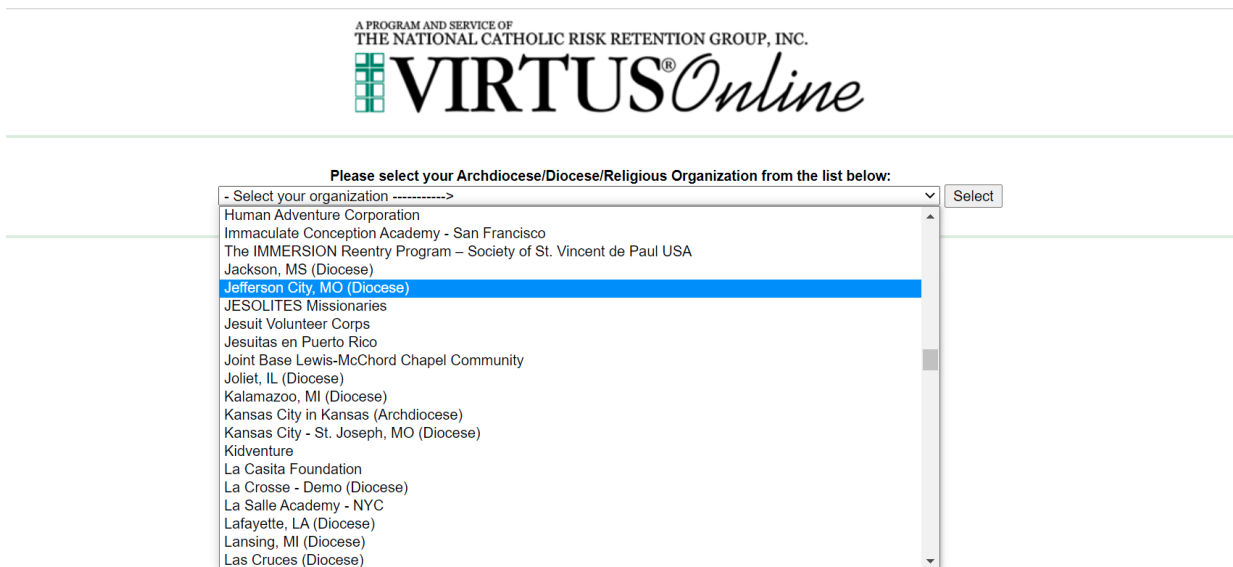 A PROGRAM AND SERVICE OF
THE NATIONAL CATHOLIC RISK RETENTION GROUP, INC.
VIRTUS® Online
Please select your Archdiocese/Diocese/Religious Organization from the list below:
- Select your organization -----------> Select
Human Adventure Corporation
Immaculate Conception Academy - San Francisco
The IMMERSION Reentry Program – Society of St. Vincent de Paul USA
Jackson, MS (Diocese)
Jefferson City, MO (Diocese)
JESOLITES Missionaries
Jesuit Volunteer Corps
Jesuitas en Puerto Rico
Joint Base Lewis-McChord Chapel Community
Joliet, IL (Diocese)
Kalamazoo, MI (Diocese)
Kansas City in Kansas (Archdiocese)
Kansas City - St. Joseph, MO (Diocese)
Kidventure
La Casita Foundation
La Crosse - Demo (Diocese)
La Salle Academy - NYC
Lafayette, LA (Diocese)
Lansing, MI (Diocese)
Las Cruces (Diocese)